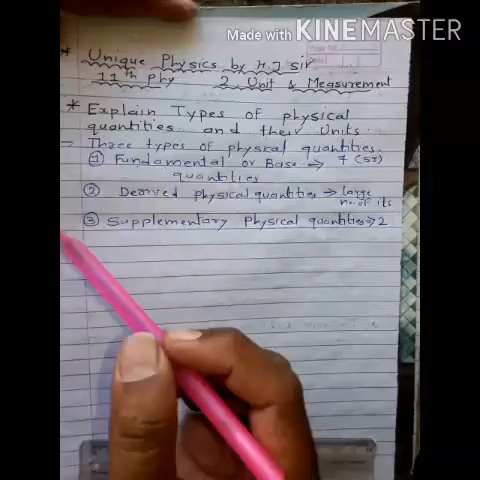 Made with KINEMASTER
* Unique Physics by H.J sir
11th phy 2. Unit & Measurement
* Explain Types of physical
quantities and their Units.
= Three types of physcal quantities.
① Fundamental or Base → 7 (SI)
quantities
② Derived physical quantities → large
no. of its
③ Supplementary Physical quantities → 2